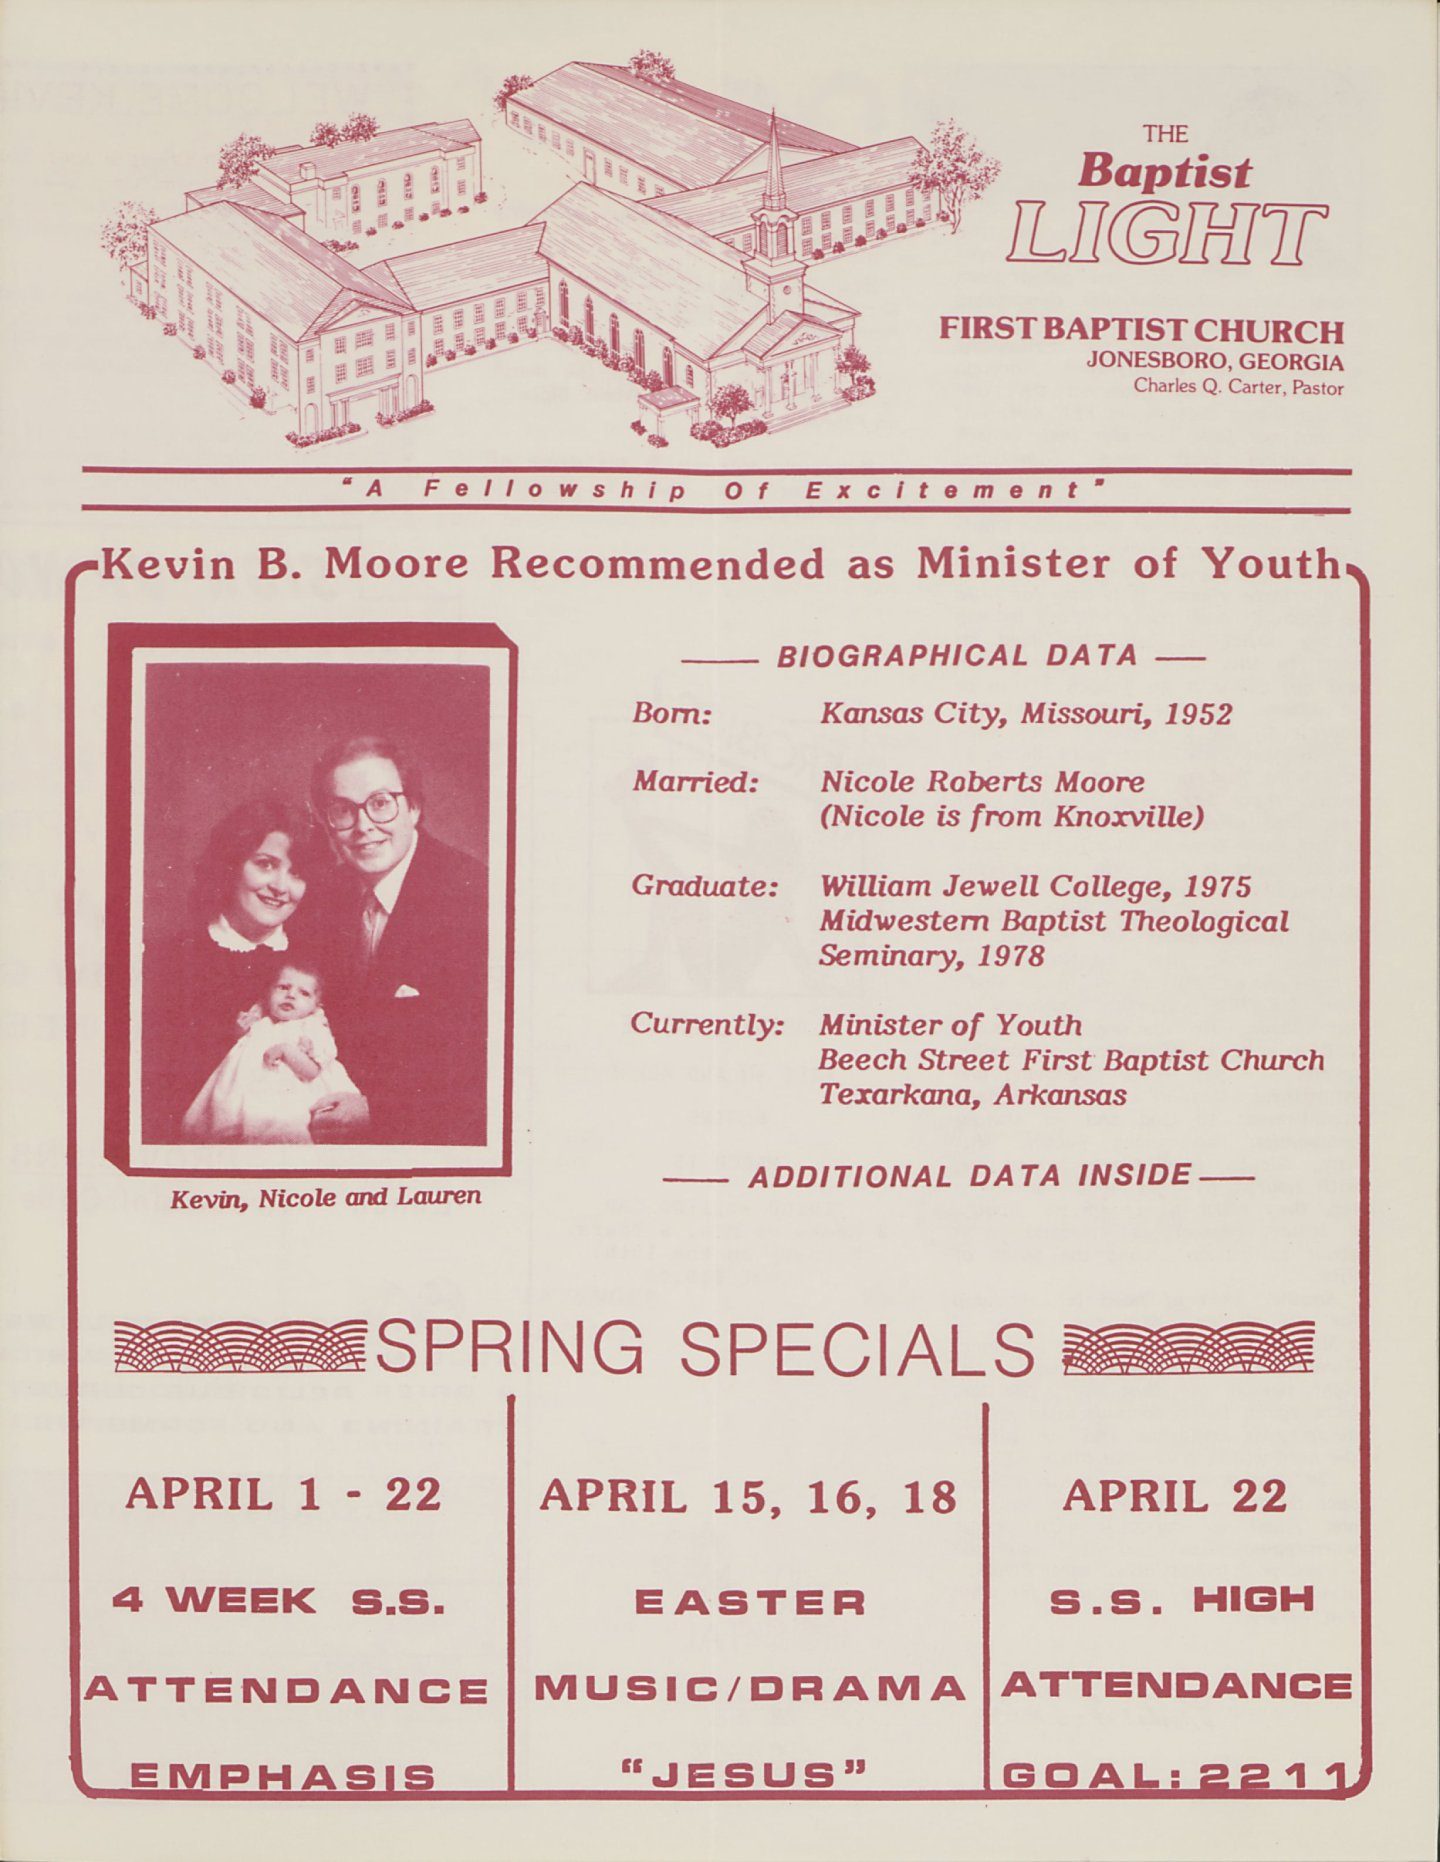 THE
Baptist
LIGHT
FIRST BAPTIST CHURCH
JONESBORO, GEORGIA
Charles Q. Carter, Pastor
"A Fellowship Of Excitement"
Kevin B. Moore Recommended as Minister of Youth
BIOGRAPHICAL DATA
Born: Kansas City, Missouri, 1952
Married: Nicole Roberts Moore
(Nicole is from Knoxville)
Graduate: William Jewell College, 1975
Midwestern Baptist Theological
Seminary, 1978
Currently: Minister of Youth
Beech Street First Baptist Church
Texarkana, Arkansas
ADDITIONAL DATA INSIDE
Kevin, Nicole and Lauren
SPRING SPECIALS
APRIL 1 - 22
4 WEEK S.S.
ATTENDANCE
EMPHASIS
APRIL 15, 16, 18
EASTER
MUSIC/DRAMA
"JESUS"
APRIL 22
S.S. HIGH
ATTENDANCE
GOAL: 2211